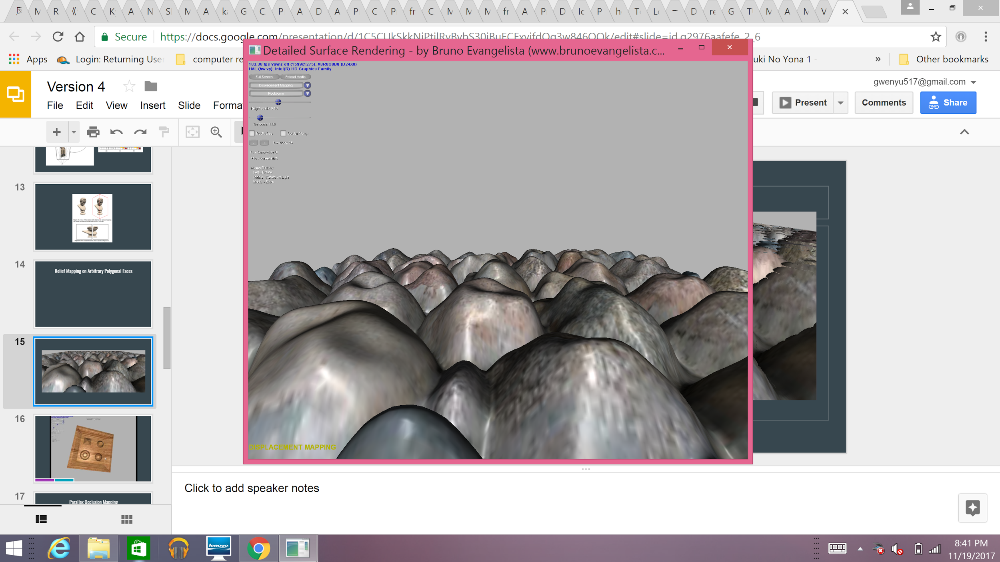 M R 《 C K A N S M A k G C P A D A P C P fr C M M M fr A P D Ic P h T L D re G T M A M V
Secure https://docs.google.com/presentation/d/
/edit#slide=id.g2976aafefe_2_6
Apps Login: Returning User computer re
uki No Yona 1 - » Other bookmarks
Version 4
gwenyu517@gmail.com
File Edit View Insert Slide Forma
Present Comments Share
Detailed Surface Rendering - by Bruno Evangelista (www.brunoevangelista.c...
103.38 fps Vsync off (1599x1275), X8R8G8B8 (D24X8)
HAL (hw vp): Intel(R) HD Graphics Family
Full Screen Reload Media
Displacement Mapping
Rockbump
Height scale: 0.10
Tile scale: 1.00
Depth Bias Border Clamp
- + Iterations: 16
F1 - Show/Hide UI
F10 - Screenshot
Mouse Buttons:
Left - Rotate
Middle - Rotate w/ Light
Middle - Zoom
DISPLACEMENT MAPPING
13
14
Relief Mapping on Arbitrary Polygonal Faces
15
16
17
Parallax Occlusion Mapping
Click to add speaker notes
lenovo
8:41 PM
11/19/2017